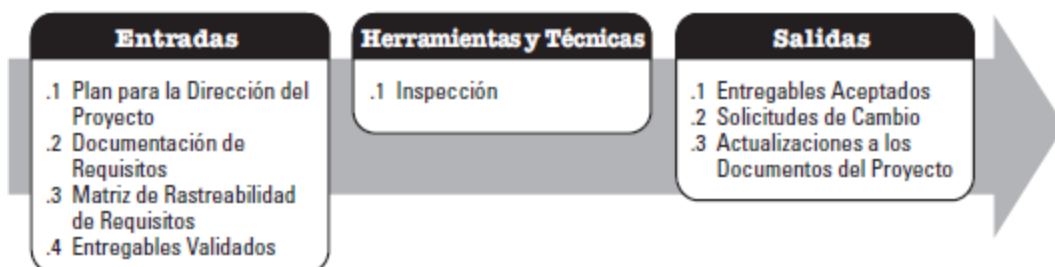 Entradas
.1 Plan para la Dirección del
Proyecto
.2 Documentación de
Requisitos
.3 Matriz de Rastreabilidad
de Requisitos
.4 Entregables Validados
Herramientas y Técnicas
.1 Inspección
Salidas
.1 Entregables Aceptados
.2 Solicitudes de Cambio
.3 Actualizaciones a los
Documentos del Proyecto